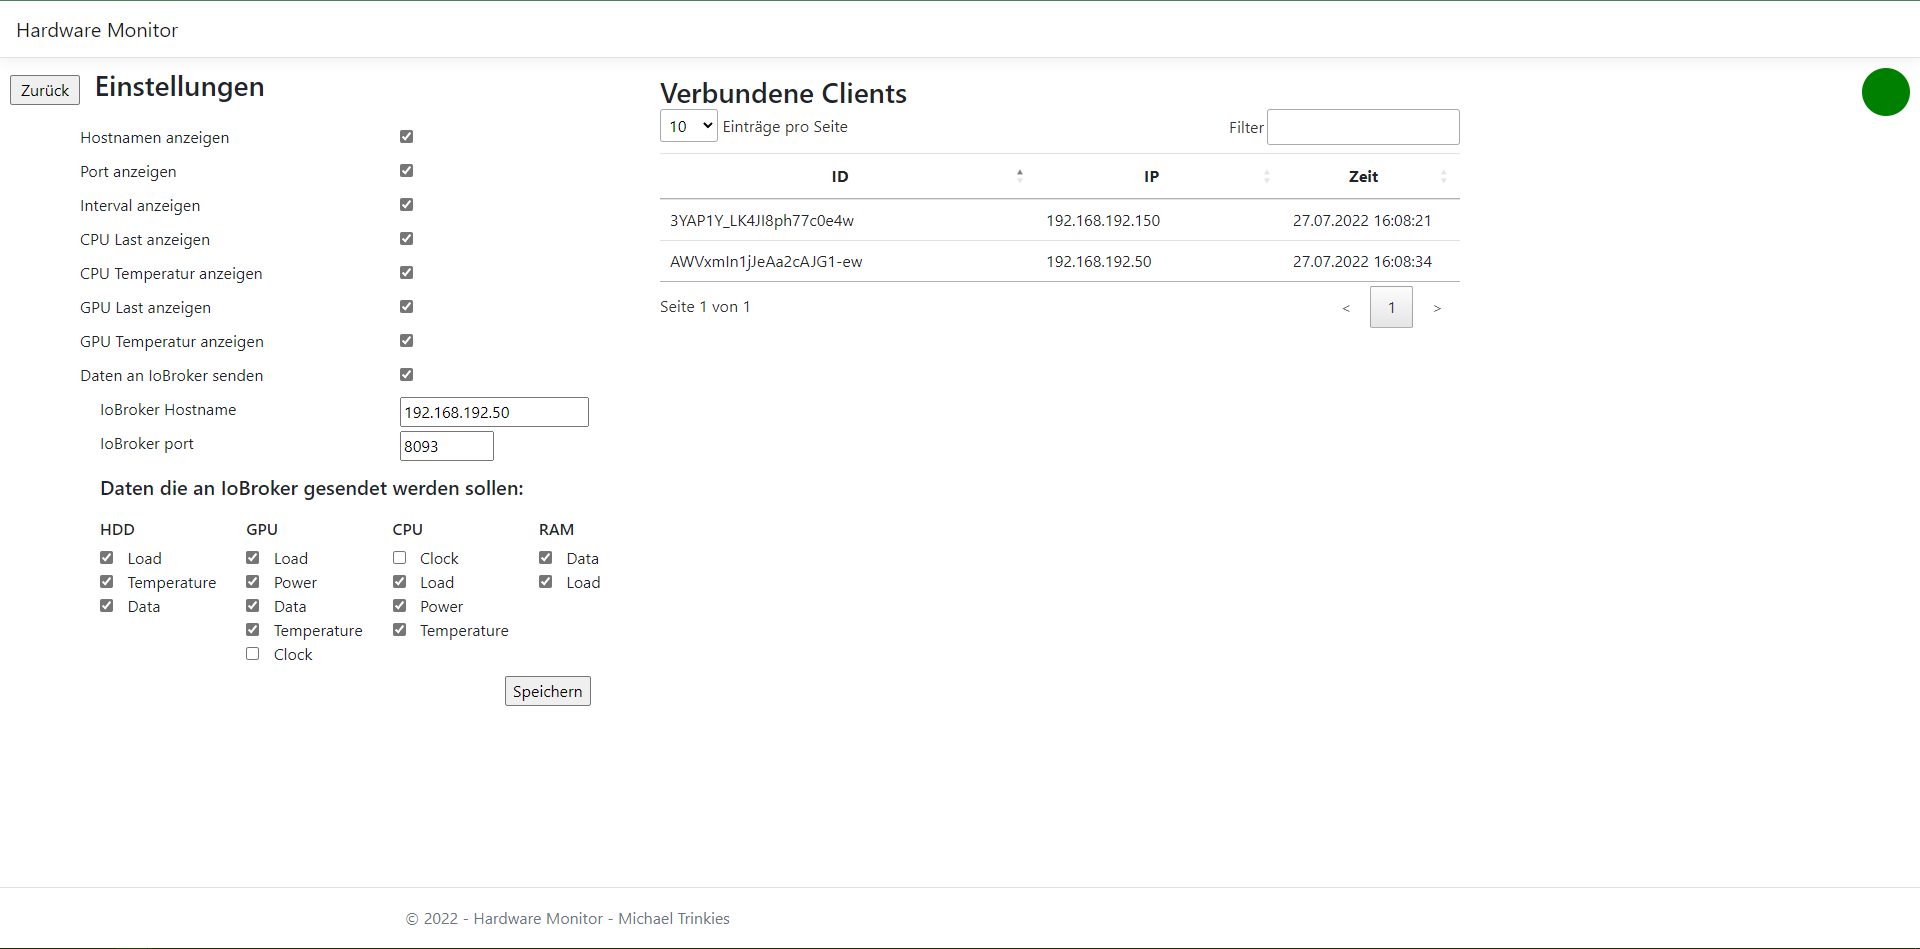 Hardware Monitor
Zurück
Einstellungen
Hostnamen anzeigen
Port anzeigen
Interval anzeigen
CPU Last anzeigen
CPU Temperatur anzeigen
GPU Last anzeigen
GPU Temperatur anzeigen
Daten an IoBroker senden
IoBroker Hostname 192.168.192.50
IoBroker port 8093
Daten die an IoBroker gesendet werden sollen:
HDD
Load
Temperature
Data
GPU
Load
Power
Data
Temperature
Clock
CPU
Clock
Load
Power
Temperature
RAM
Data
Load
Speichern
Verbundene Clients
10 Einträge pro Seite
Filter
ID IP Zeit
3YAP1Y_LK4JI8ph77c0e4w 192.168.192.150 27.07.2022 16:08:21
AWVxmIn1jJeAa2cAJG1-ew 192.168.192.50 27.07.2022 16:08:34
Seite 1 von 1
< 1 >
© 2022 - Hardware Monitor - Michael Trinkies